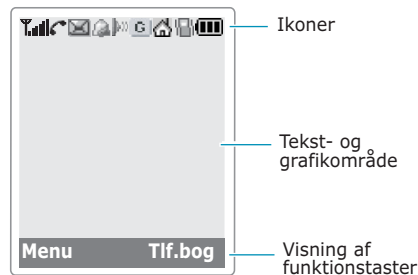 G
Ikoner
Tekst- og
grafikområde
Menu Tlf.bog
Visning af
funktionstaster